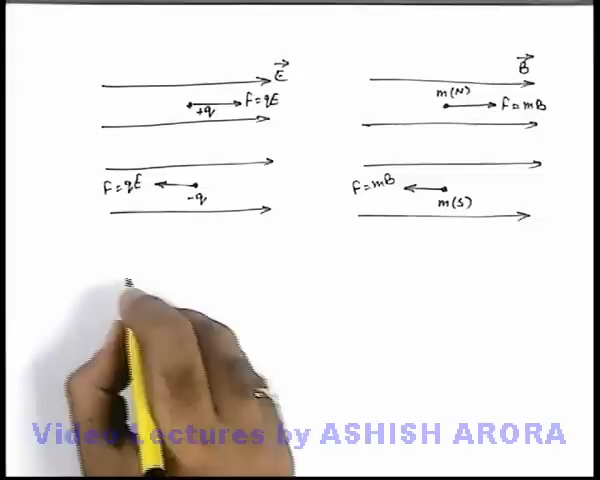 E
+q F=qE
F=qE -q
B
m(N) F=mB
F=mB m(S)
Video Lectures by ASHISH ARORA